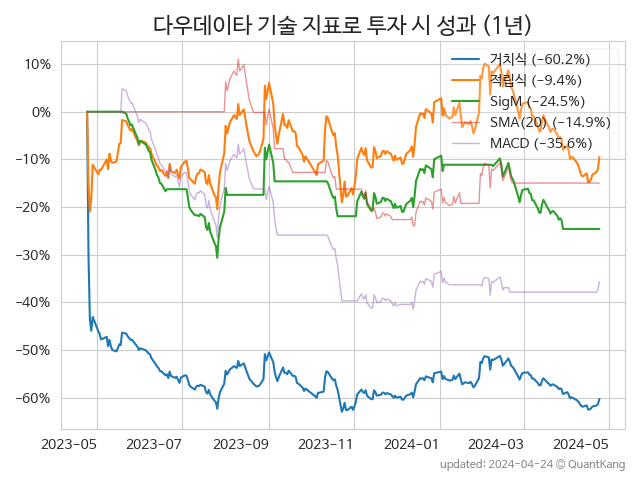 다우데이타 기술 지표로 투자 시 성과 (1년)
거치식 (−60.2%)
적립식 (−9.4%)
SigM (−24.5%)
SMA(20) (−14.9%)
MACD (−35.6%)
10%
0%
−10%
−20%
−30%
−40%
−50%
−60%
2023−05 2023−07 2023−09 2023−11 2024−01 2024−03 2024−05
updated: 2024−04−24 ⓒ QuantKang